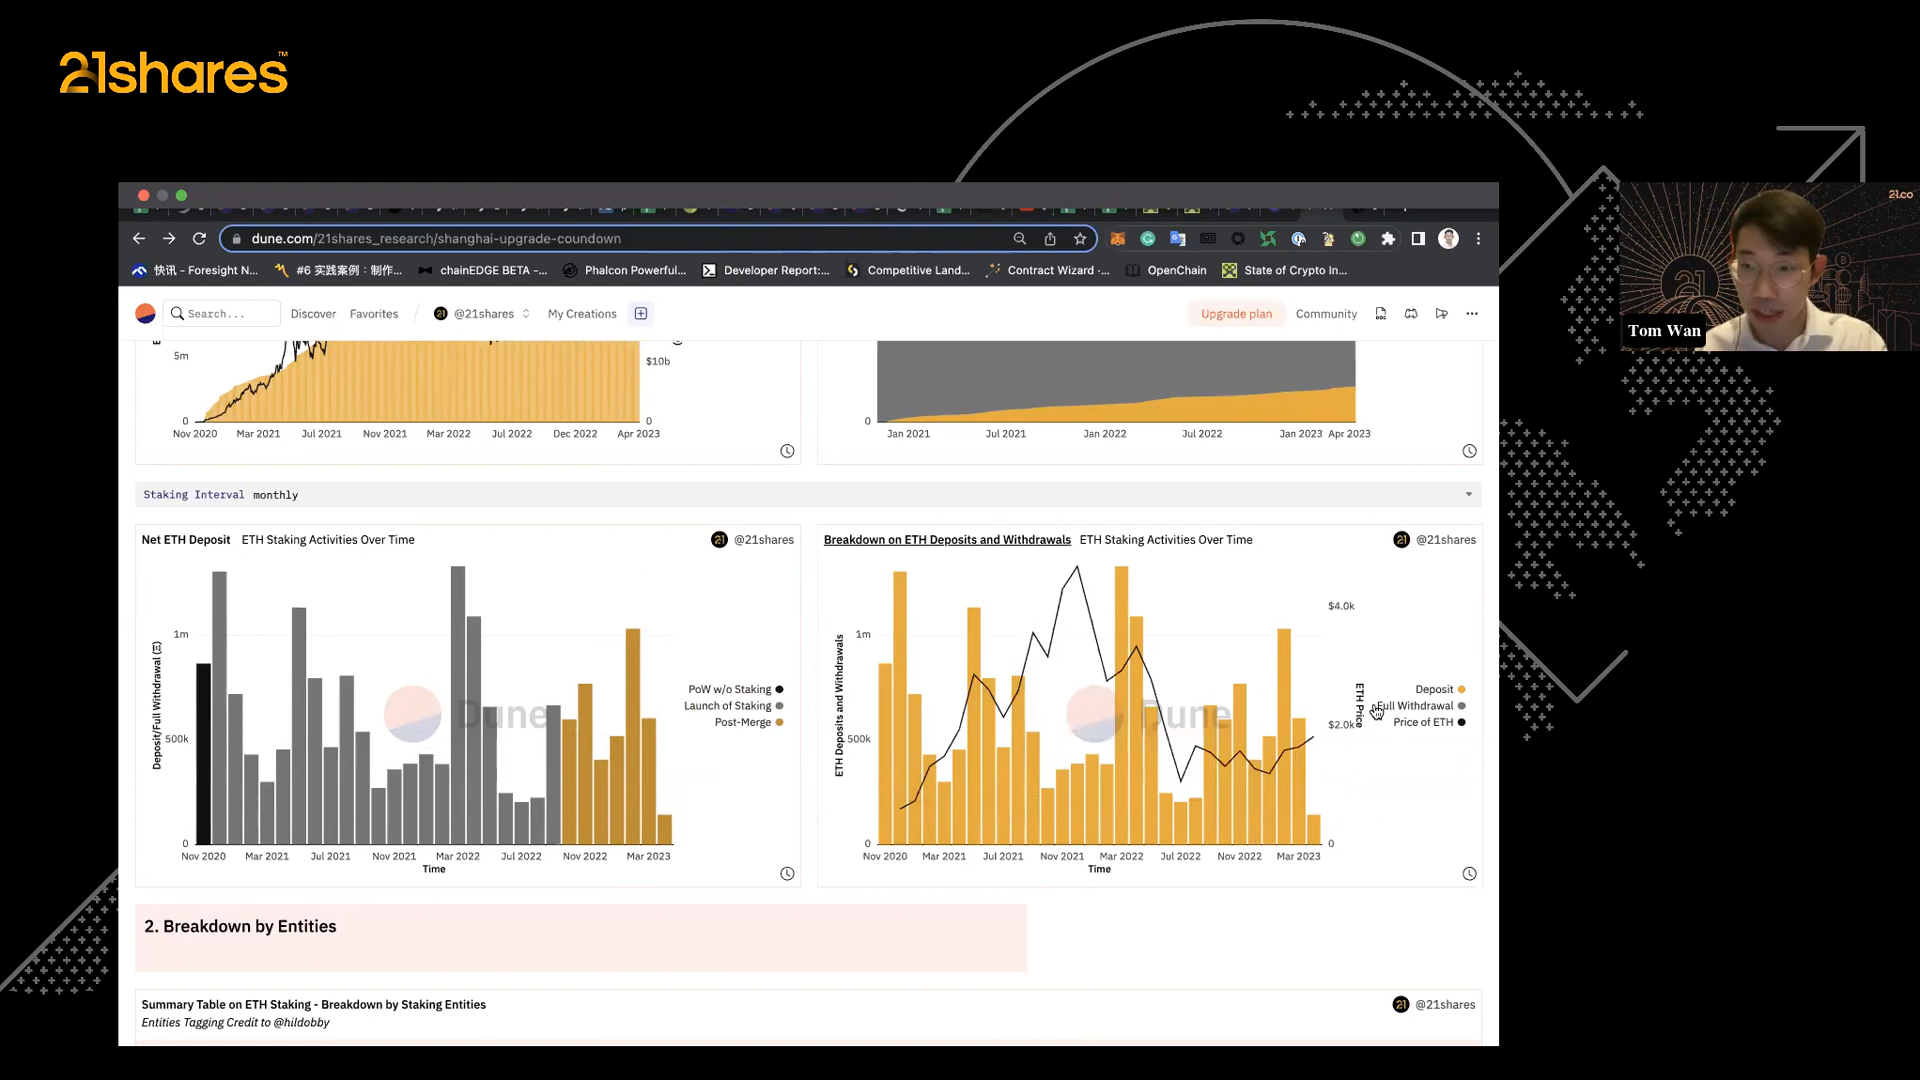 21shares™
21.co
Tom Wan
dune.com/21shares_research/shanghai-upgrade-coundown
快讯 - Foresight N...
#6 实践案例：制作...
chainEDGE BETA -...
Phalcon Powerful...
Developer Report:...
Competitive Land...
Contract Wizard -...
OpenChain
State of Crypto In...
Search...
Discover
Favorites
/
@21shares
My Creations
Upgrade plan
Community
5m
0
$10b
0
Nov 2020 Mar 2021 Jul 2021 Nov 2021 Mar 2022 Jul 2022 Dec 2022 Apr 2023
0
Jan 2021 Jul 2021 Jan 2022 Jul 2022 Jan 2023 Apr 2023
Staking Interval monthly
Net ETH Deposit ETH Staking Activities Over Time
@21shares
Deposit/Full Withdrawal (Ξ)
1m
500k
0
Dune
PoW w/o Staking
Launch of Staking
Post-Merge
Nov 2020 Mar 2021 Jul 2021 Nov 2021 Mar 2022 Jul 2022 Nov 2022 Mar 2023
Time
Breakdown on ETH Deposits and Withdrawals ETH Staking Activities Over Time
@21shares
ETH Deposits and Withdrawals
1m
500k
0
Dune
$4.0k
$2.0k
0
ETH Price
Deposit
Full Withdrawal
Price of ETH
Nov 2020 Mar 2021 Jul 2021 Nov 2021 Mar 2022 Jul 2022 Nov 2022 Mar 2023
Time
2. Breakdown by Entities
Summary Table on ETH Staking - Breakdown by Staking Entities
@21shares
Entities Tagging Credit to @hildobby